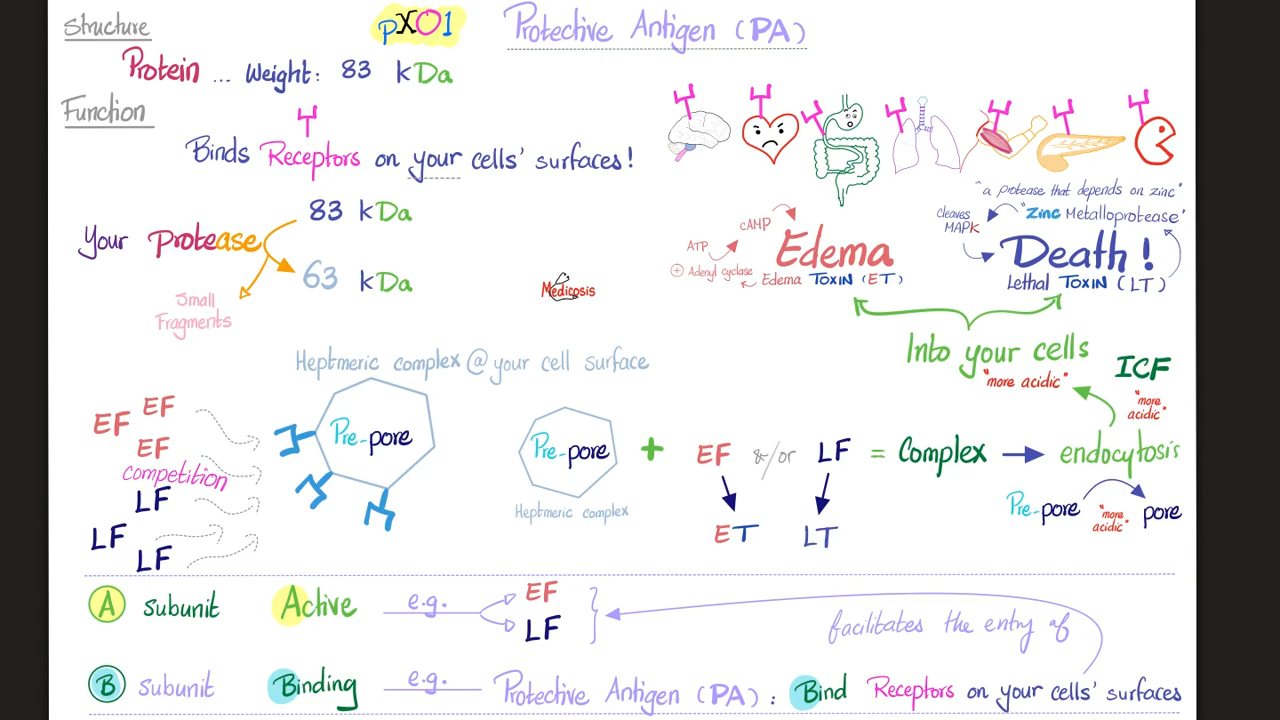 Structure
pXO1
Protective Antigen (PA)
Protein ... Weight: 83 kDa
Function
Binds Receptors on your cells' surfaces!
83 kDa
Your protease
63 kDa
Small
Fragments
Medicosis
"a protease that depends on zinc"
cleaves
MAPK
"Zinc Metalloprotease"
cAMP
ATP
Edema
⊕ Adenyl cyclase
Edema TOXIN (ET)
Death!
Lethal TOXIN (LT)
Into your cells
"more acidic"
ICF
"more
acidic"
Heptmeric complex @ your cell surface
EF EF
EF
competition
LF
LF
LF
Pre-pore
Pre-pore
Heptmeric complex
+ EF &/or LF = Complex → endocytosis
ET LT
Pre-pore "more
acidic" pore
A subunit Active e.g. EF
LF
facilitates the entry of
B subunit Binding e.g. Protective Antigen (PA): Bind Receptors on your cells' surfaces